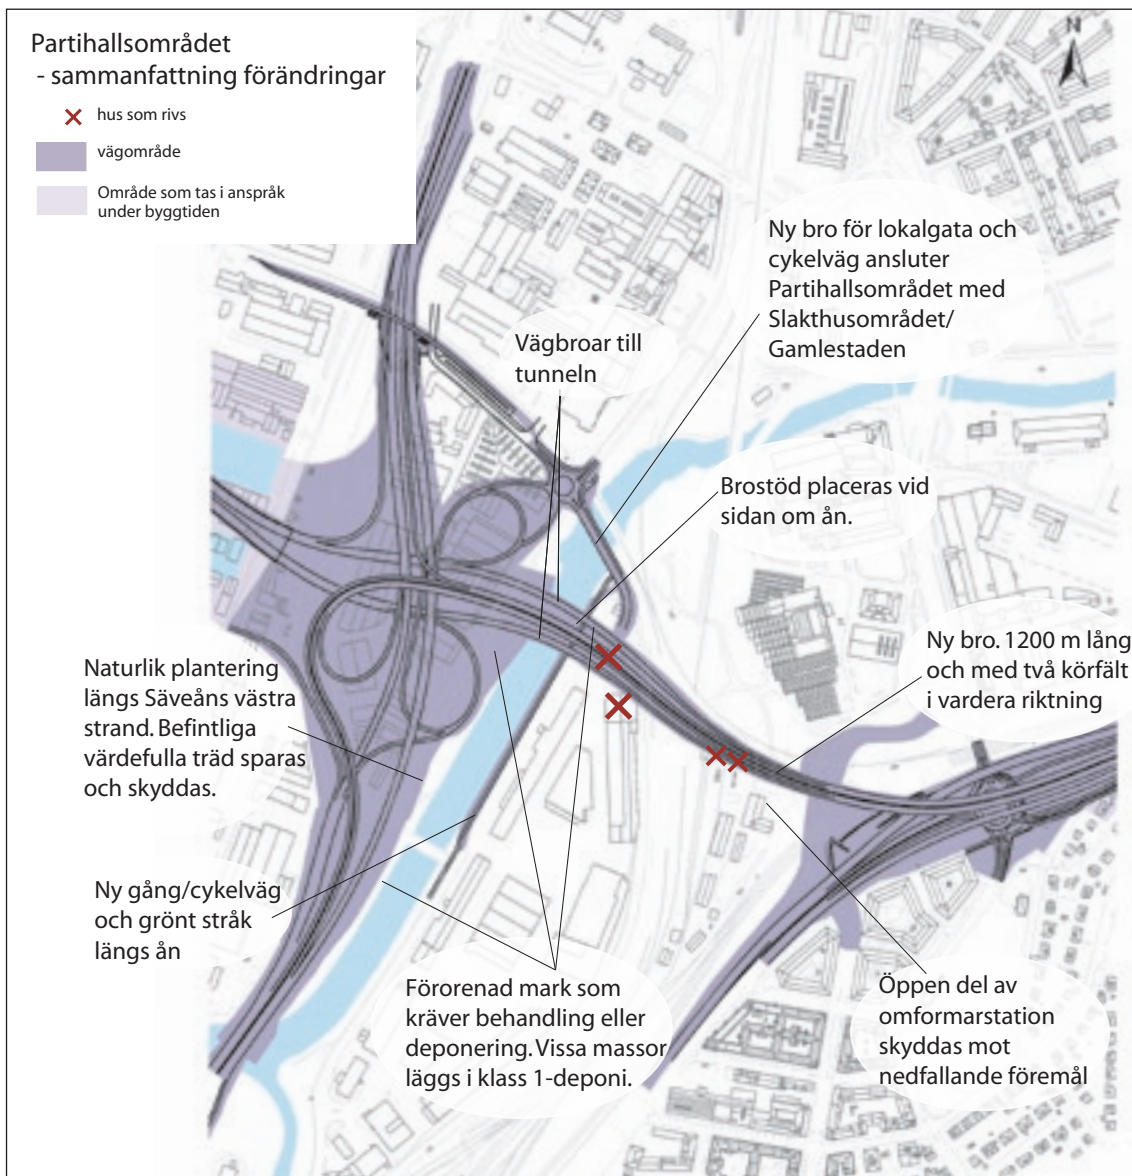 Partihallsområdet
- sammanfattning förändringar
hus som rivs
vägområde
Område som tas i anspråk
under byggtiden
N
Ny bro för lokalgata och
cykelväg ansluter
Partihallsområdet med
Slakthusområdet/
Gamlestaden
Vägbroar till
tunneln
Brostöd placeras vid
sidan om ån.
Ny bro. 1200 m lång
och med två körfält
i vardera riktning
Naturlik plantering
längs Säveåns västra
strand. Befintliga
värdefulla träd sparas
och skyddas.
Ny gång/cykelväg
och grönt stråk
längs ån
Förorenad mark som
kräver behandling eller
deponering. Vissa massor
läggs i klass 1-deponi.
Öppen del av
omformarstation
skyddas mot
nedfallande föremål